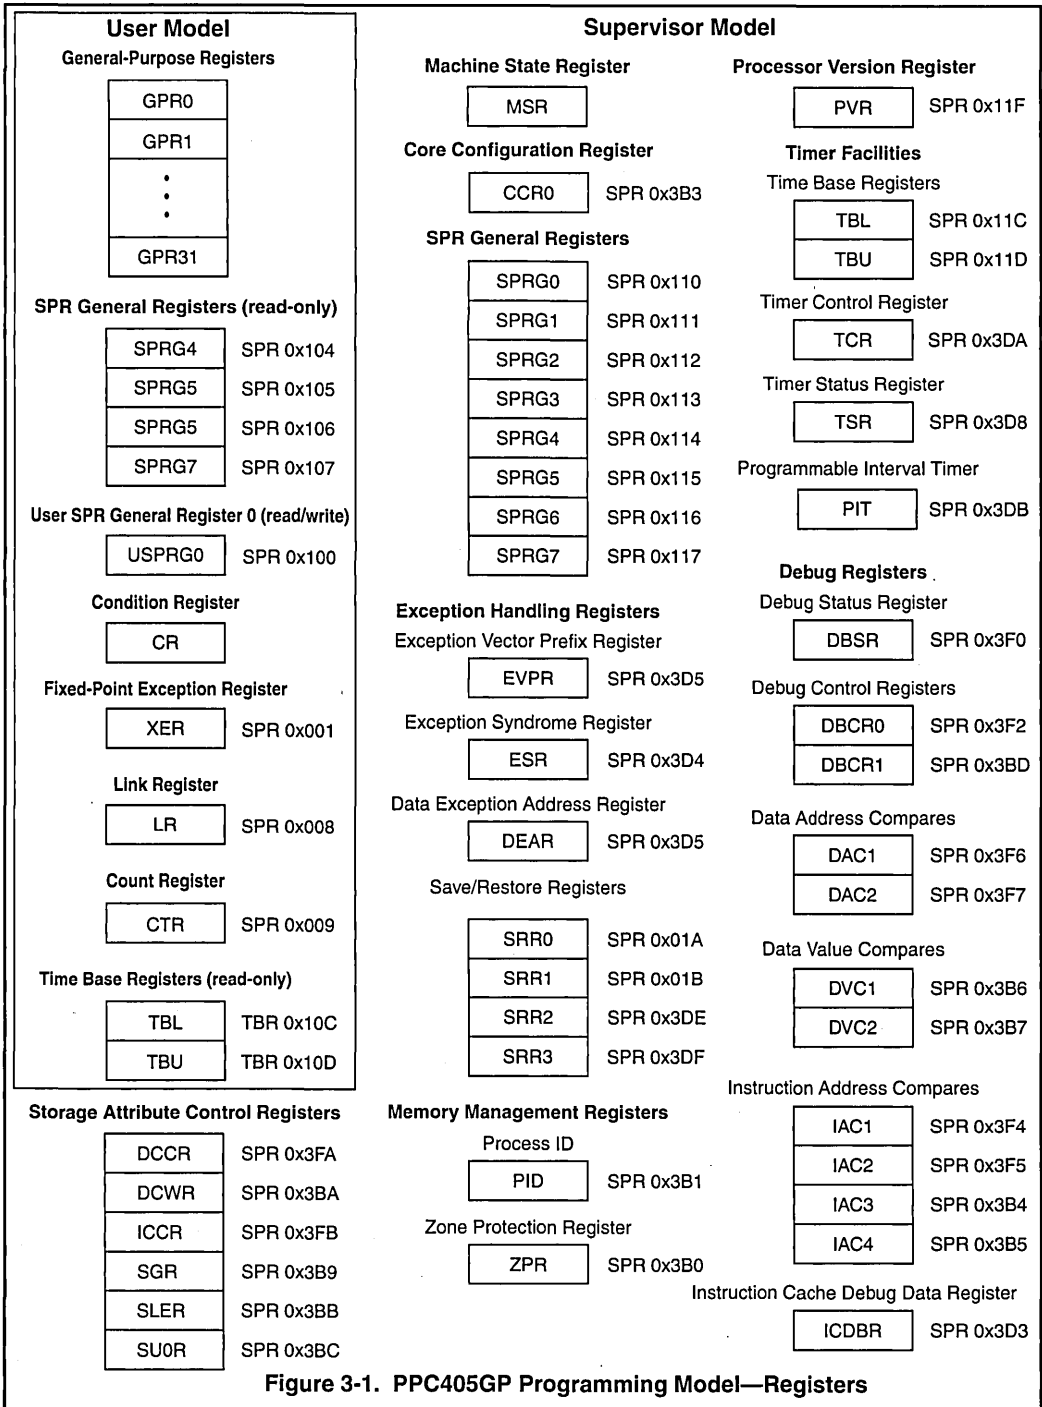 User Model
General-Purpose Registers
GPR0
GPR1
GPR31
SPR General Registers (read-only)
SPRG4 SPR 0x104
SPRG5 SPR 0x105
SPRG5 SPR 0x106
SPRG7 SPR 0x107
User SPR General Register 0 (read/write)
USPRG0 SPR 0x100
Condition Register
CR
Fixed-Point Exception Register
XER SPR 0x001
Link Register
LR SPR 0x008
Count Register
CTR SPR 0x009
Time Base Registers (read-only)
TBL TBR 0x10C
TBU TBR 0x10D
Storage Attribute Control Registers
DCCR SPR 0x3FA
DCWR SPR 0x3BA
ICCR SPR 0x3FB
SGR SPR 0x3B9
SLER SPR 0x3BB
SU0R SPR 0x3BC
Supervisor Model
Machine State Register
MSR
Core Configuration Register
CCR0 SPR 0x3B3
SPR General Registers
SPRG0 SPR 0x110
SPRG1 SPR 0x111
SPRG2 SPR 0x112
SPRG3 SPR 0x113
SPRG4 SPR 0x114
SPRG5 SPR 0x115
SPRG6 SPR 0x116
SPRG7 SPR 0x117
Exception Handling Registers
Exception Vector Prefix Register
EVPR SPR 0x3D5
Exception Syndrome Register
ESR SPR 0x3D4
Data Exception Address Register
DEAR SPR 0x3D5
Save/Restore Registers
SRR0 SPR 0x01A
SRR1 SPR 0x01B
SRR2 SPR 0x3DE
SRR3 SPR 0x3DF
Memory Management Registers
Process ID
PID SPR 0x3B1
Zone Protection Register
ZPR SPR 0x3B0
Processor Version Register
PVR SPR 0x11F
Timer Facilities
Time Base Registers
TBL SPR 0x11C
TBU SPR 0x11D
Timer Control Register
TCR SPR 0x3DA
Timer Status Register
TSR SPR 0x3D8
Programmable Interval Timer
PIT SPR 0x3DB
Debug Registers
Debug Status Register
DBSR SPR 0x3F0
Debug Control Registers
DBCR0 SPR 0x3F2
DBCR1 SPR 0x3BD
Data Address Compares
DAC1 SPR 0x3F6
DAC2 SPR 0x3F7
Data Value Compares
DVC1 SPR 0x3B6
DVC2 SPR 0x3B7
Instruction Address Compares
IAC1 SPR 0x3F4
IAC2 SPR 0x3F5
IAC3 SPR 0x3B4
IAC4 SPR 0x3B5
Instruction Cache Debug Data Register
ICDBR SPR 0x3D3
Figure 3-1. PPC405GP Programming Model—Registers